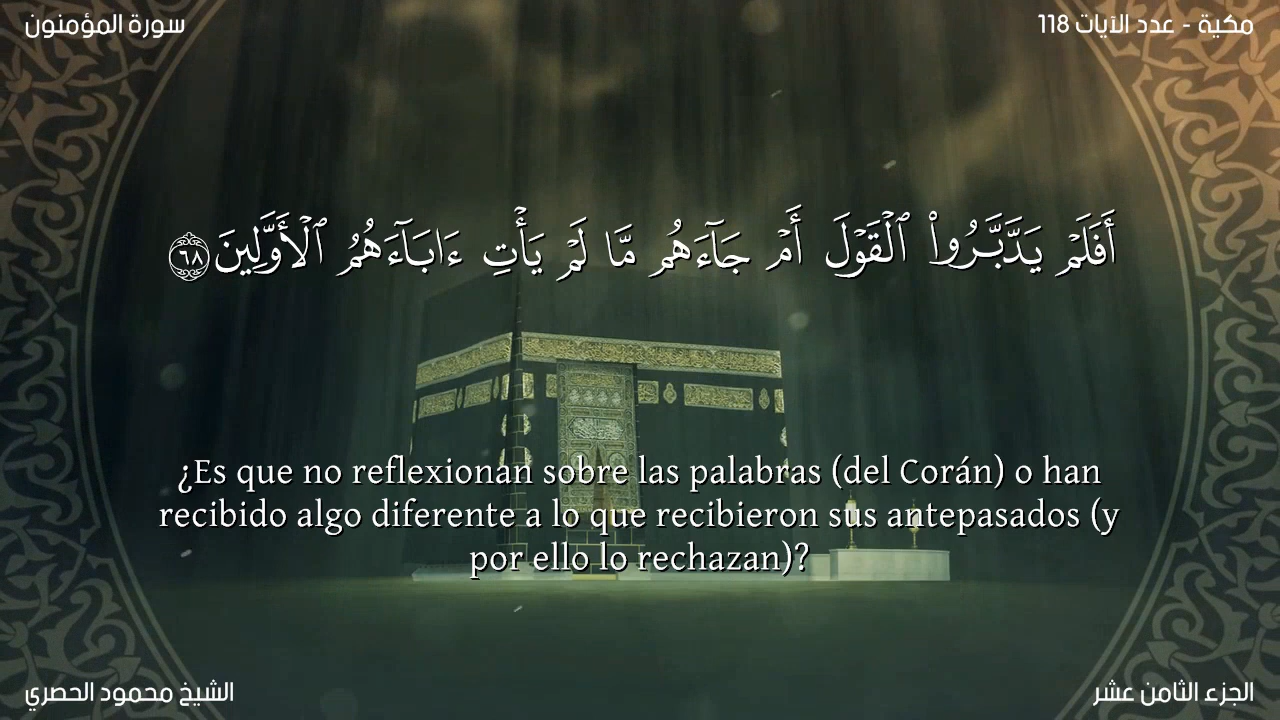 سورة المؤمنون
مكية - عدد الآيات 118
أَفَلَمْ يَدَّبَّرُوا۟ ٱلْقَوْلَ أَمْ جَآءَهُم مَّا لَمْ يَأْتِ ءَابَآءَهُمُ ٱلْأَوَّلِينَ ٦٨
¿Es que no reflexionan sobre las palabras (del Corán) o han
recibido algo diferente a lo que recibieron sus antepasados (y
por ello lo rechazan)?
الشيخ محمود الحصري
الجزء الثامن عشر